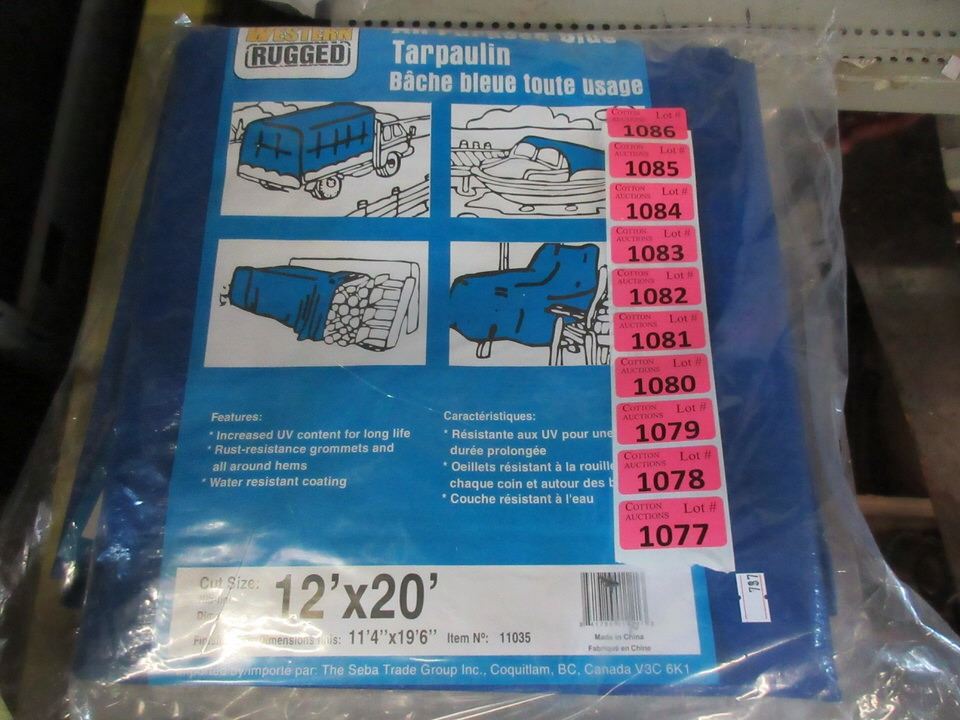 WESTERN
RUGGED
Tarpaulin
Bâche bleue toute usage
COTTON AUCTIONS Lot #
1086
COTTON AUCTIONS Lot #
1085
COTTON AUCTIONS Lot #
1084
COTTON AUCTIONS Lot #
1083
COTTON AUCTIONS Lot #
1082
COTTON AUCTIONS Lot #
1081
COTTON AUCTIONS Lot #
1080
COTTON AUCTIONS Lot #
1079
COTTON AUCTIONS Lot #
1078
COTTON AUCTIONS Lot #
1077
Features:
* Increased UV content for long life
* Rust-resistance grommets and
all around hems
* Water resistant coating
Caractéristiques:
* Résistante aux UV pour une
durée prolongée
* Oeillets résistant à la rouille
chaque coin et autour des
* Couche résistant à l'eau
Cut Size:
12'x20'
11'4"x19'6" Item Nº: 11035
787
Made in China
Fabriqué en Chine
par: The Seba Trade Group Inc., Coquitlam, BC, Canada V3C 6K1